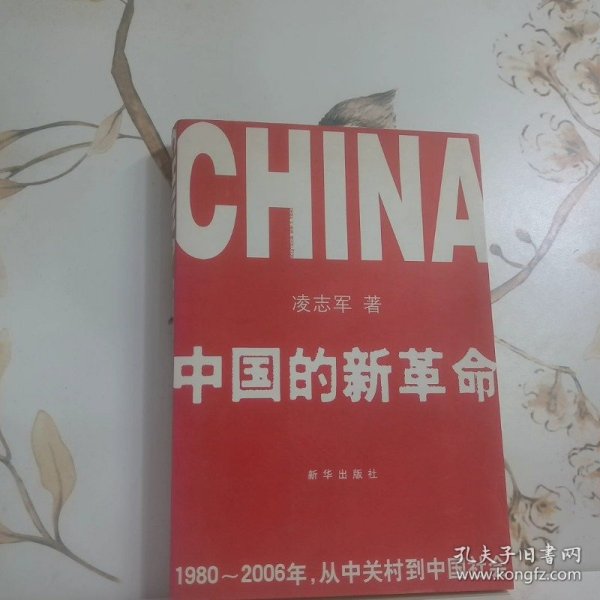 CHINA
凌志军 著
中国的新革命
新华出版社
1980～2006年，从中关村到中国社会
孔夫子旧书网
www.kongfz.com